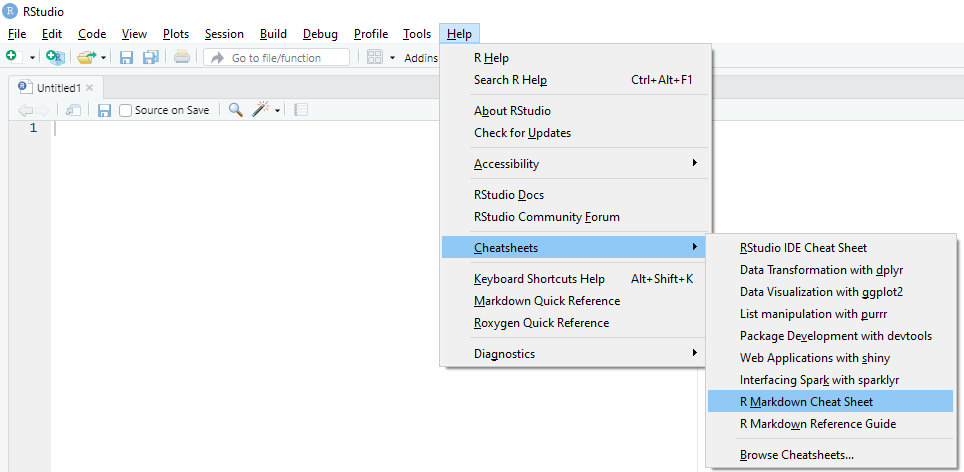 RStudio
File Edit Code View Plots Session Build Debug Profile Tools Help
Go to file/function Addins
Untitled1
Source on Save
1
R Help
Search R Help Ctrl+Alt+F1
About RStudio
Check for Updates
Accessibility
RStudio Docs
RStudio Community Forum
Cheatsheets
Keyboard Shortcuts Help Alt+Shift+K
Markdown Quick Reference
Roxygen Quick Reference
Diagnostics
RStudio IDE Cheat Sheet
Data Transformation with dplyr
Data Visualization with ggplot2
List manipulation with purrr
Package Development with devtools
Web Applications with shiny
Interfacing Spark with sparklyr
R Markdown Cheat Sheet
R Markdown Reference Guide
Browse Cheatsheets...